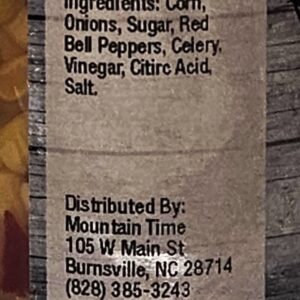 Ingredients: Corn,
Onions, Sugar, Red
Bell Peppers, Celery,
Vinegar, Citirc Acid,
Salt.
Distributed By:
Mountain Time
105 W Main St
Burnsville, NC 28714
(828) 385-3243